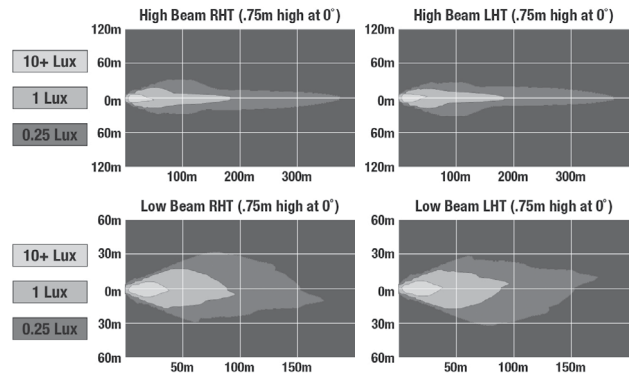 High Beam RHT (.75m high at 0°)
High Beam LHT (.75m high at 0°)
10+ Lux
1 Lux
0.25 Lux
120m
60m
0m
60m
120m
100m 200m 300m
120m
60m
0m
60m
120m
100m 200m 300m
Low Beam RHT (.75m high at 0°)
Low Beam LHT (.75m high at 0°)
10+ Lux
1 Lux
0.25 Lux
60m
30m
0m
30m
60m
50m 100m 150m
60m
30m
0m
30m
60m
50m 100m 150m